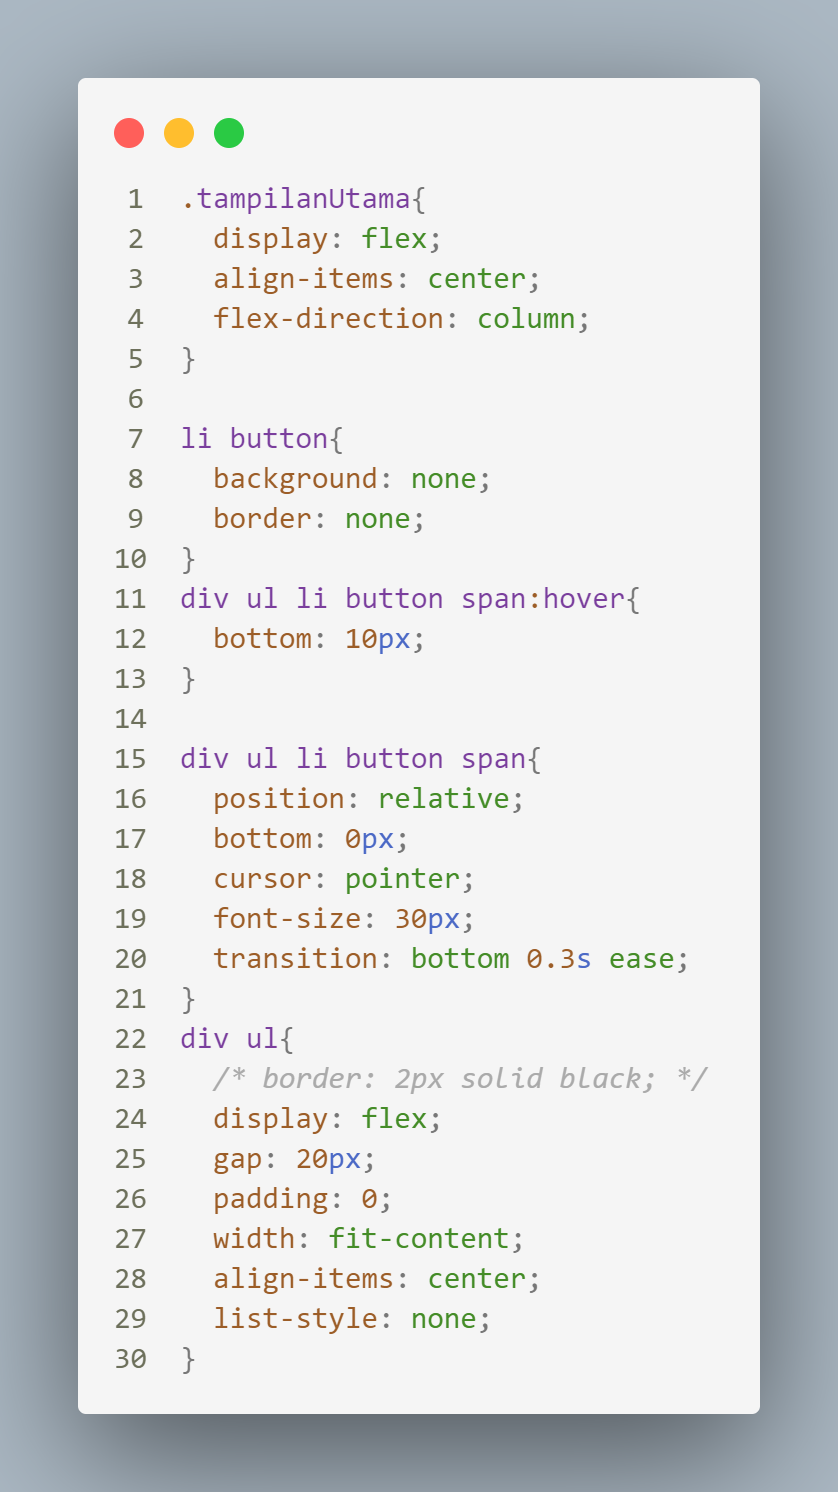 1 .tampilanUtama{
2   display: flex;
3   align-items: center;
4   flex-direction: column;
5 }
6
7 li button{
8   background: none;
9   border: none;
10 }
11 div ul li button span:hover{
12   bottom: 10px;
13 }
14
15 div ul li button span{
16   position: relative;
17   bottom: 0px;
18   cursor: pointer;
19   font-size: 30px;
20   transition: bottom 0.3s ease;
21 }
22 div ul{
23   /* border: 2px solid black; */
24   display: flex;
25   gap: 20px;
26   padding: 0;
27   width: fit-content;
28   align-items: center;
29   list-style: none;
30 }